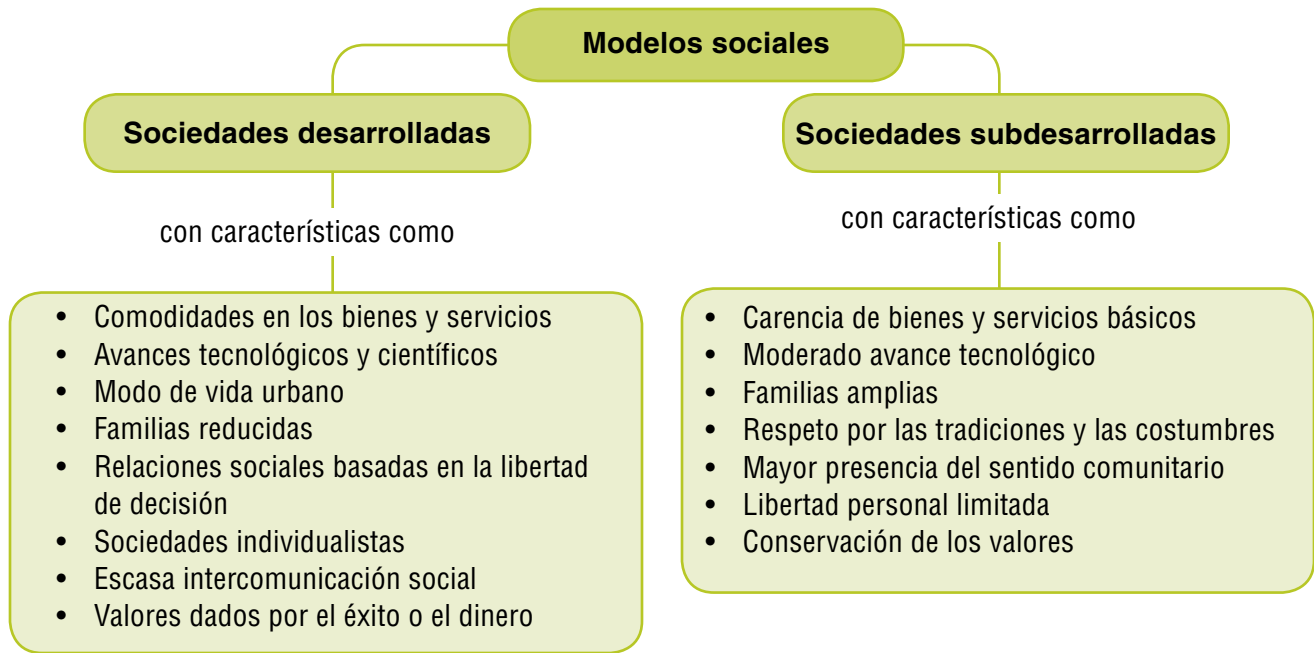 Modelos sociales
Sociedades desarrolladas
con características como
• Comodidades en los bienes y servicios
• Avances tecnológicos y científicos
• Modo de vida urbano
• Familias reducidas
• Relaciones sociales basadas en la libertad
de decisión
• Sociedades individualistas
• Escasa intercomunicación social
• Valores dados por el éxito o el dinero
Sociedades subdesarrolladas
con características como
• Carencia de bienes y servicios básicos
• Moderado avance tecnológico
• Familias amplias
• Respeto por las tradiciones y las costumbres
• Mayor presencia del sentido comunitario
• Libertad personal limitada
• Conservación de los valores